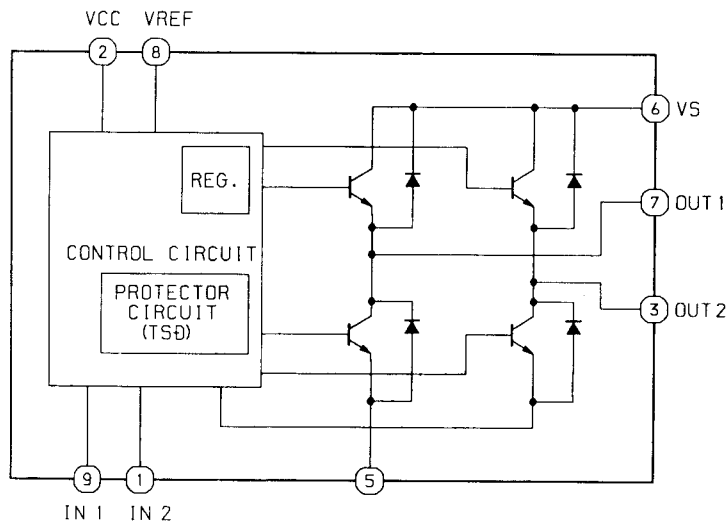 VCC VREF
2 8
6 VS
REG.
7 OUT 1
CONTROL CIRCUIT
PROTECTOR
CIRCUIT
(TSD)
3 OUT 2
9 1 5
IN 1 IN 2